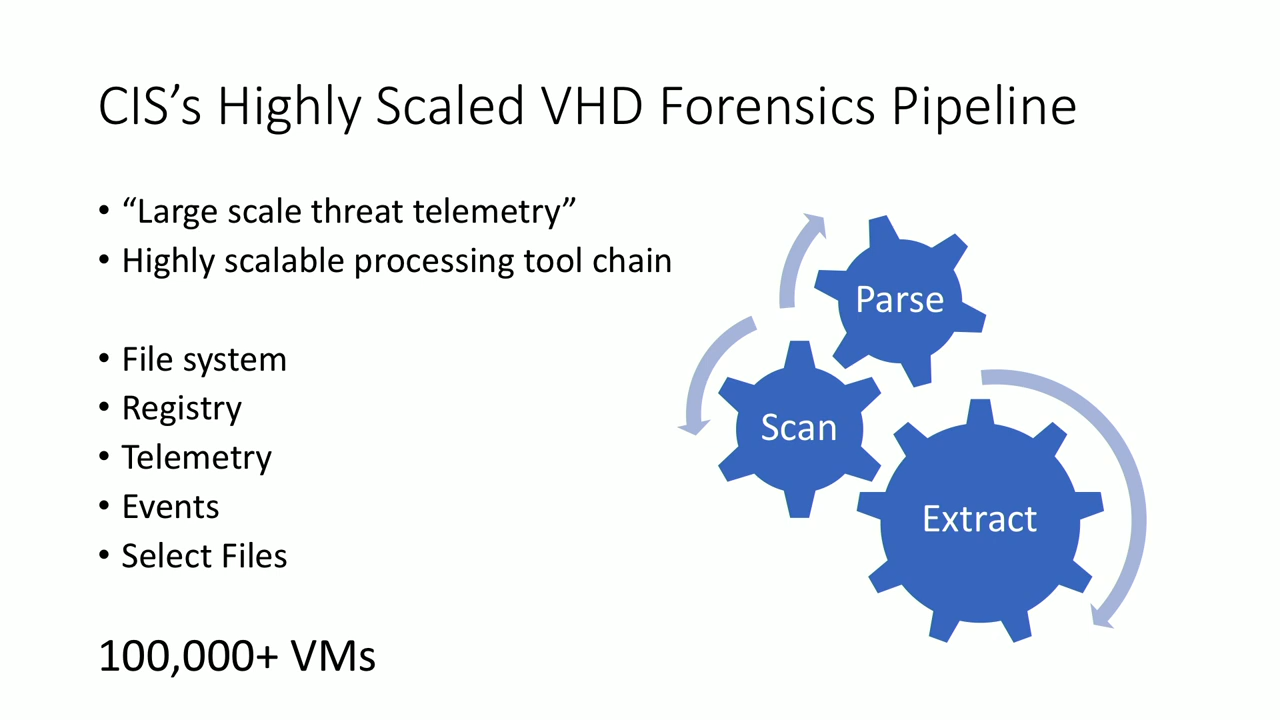 CIS’s Highly Scaled VHD Forensics Pipeline
• “Large scale threat telemetry”
• Highly scalable processing tool chain
• File system
• Registry
• Telemetry
• Events
• Select Files
100,000+ VMs
Parse
Scan
Extract